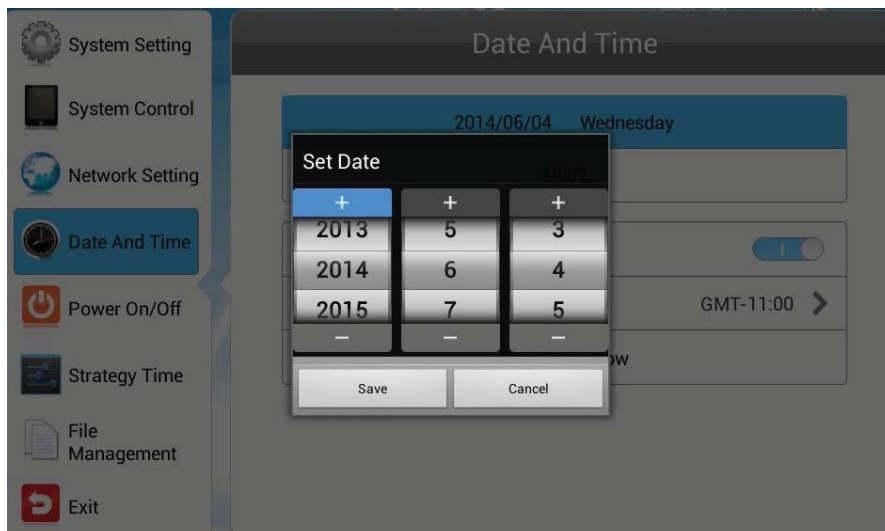 System Setting
System Control
Network Setting
Date And Time
Power On/Off
Strategy Time
File
Management
Exit
Date And Time
2014/06/04 Wednesday
19:02
Set Date
+ + +
2013 5 3
2014 6 4
2015 7 5
− − −
Save Cancel
GMT-11:00